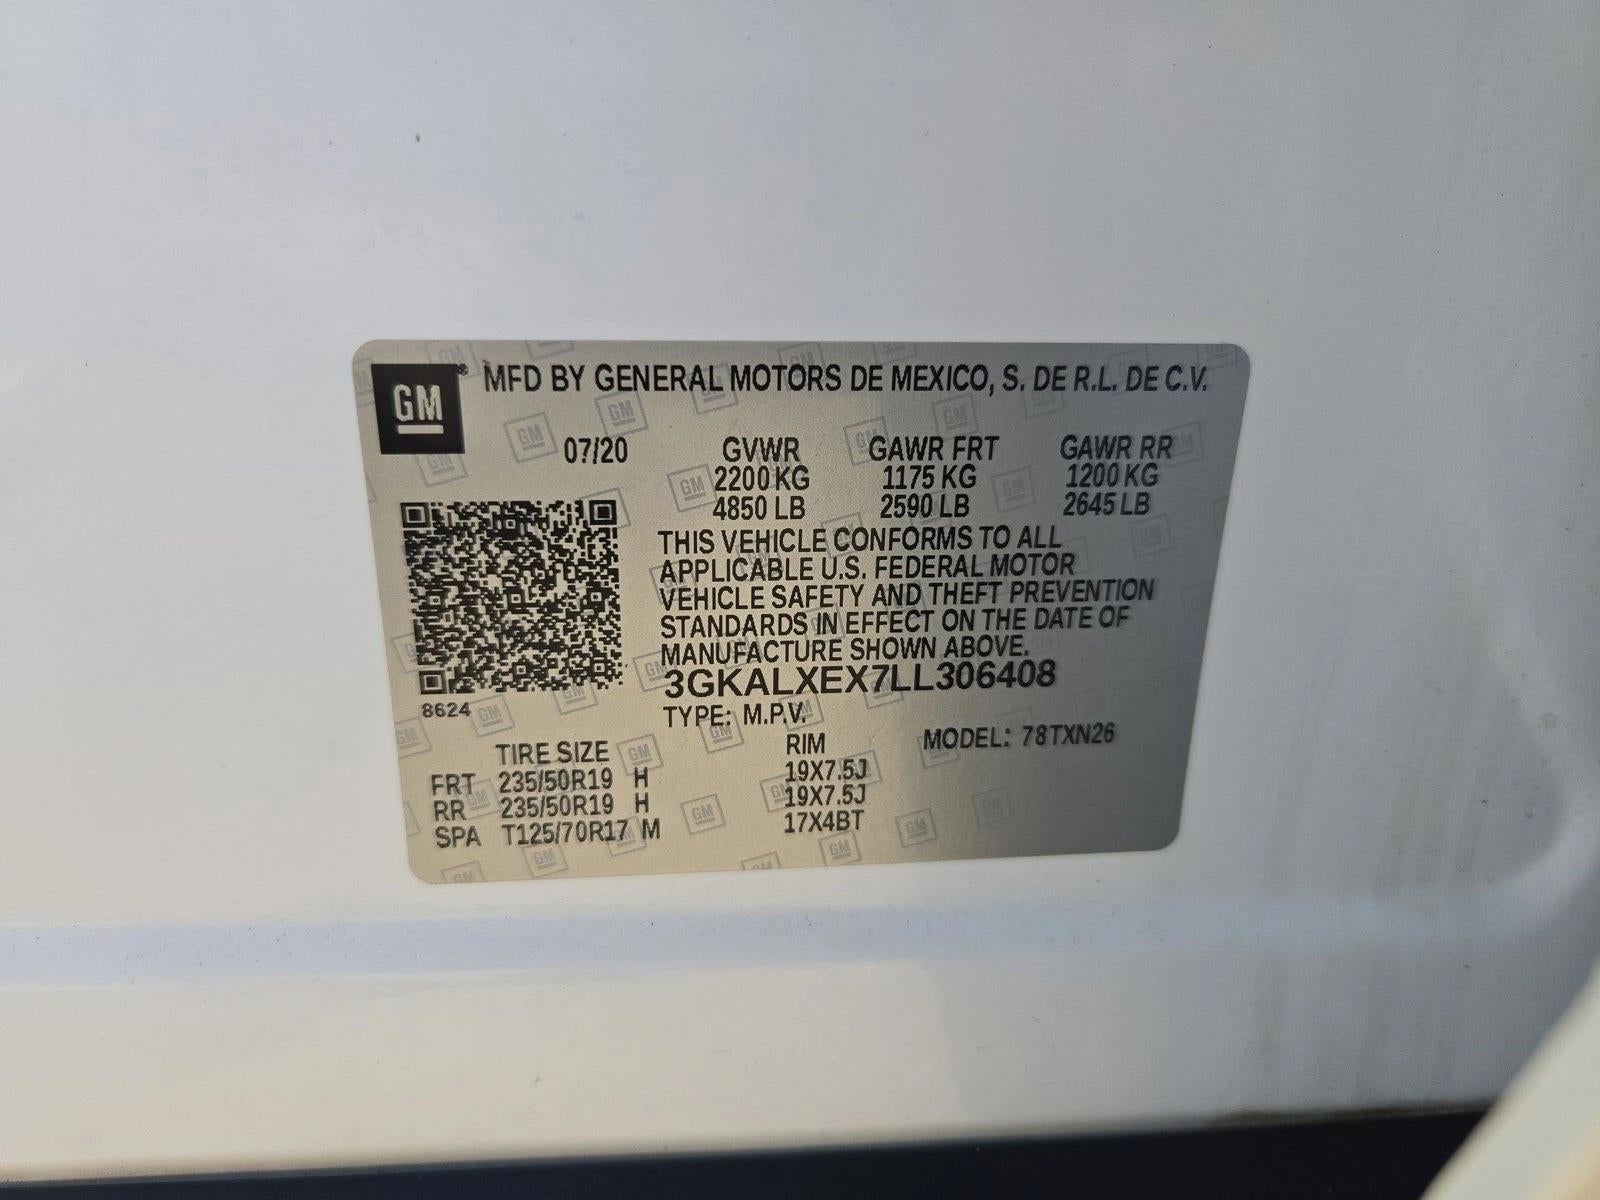 GM® MFD BY GENERAL MOTORS DE MEXICO, S. DE R.L. DE C.V.
07/20 GVWR GAWR FRT GAWR RR
2200 KG 1175 KG 1200 KG
4850 LB 2590 LB 2645 LB
THIS VEHICLE CONFORMS TO ALL
APPLICABLE U.S. FEDERAL MOTOR
VEHICLE SAFETY AND THEFT PREVENTION
STANDARDS IN EFFECT ON THE DATE OF
MANUFACTURE SHOWN ABOVE.
3GKALXEX7LL306408
8624
TYPE: M.P.V.
MODEL: 78TXN26
TIRE SIZE RIM
FRT 235/50R19 H 19X7.5J
RR 235/50R19 H 19X7.5J
SPA T125/70R17 M 17X4BT